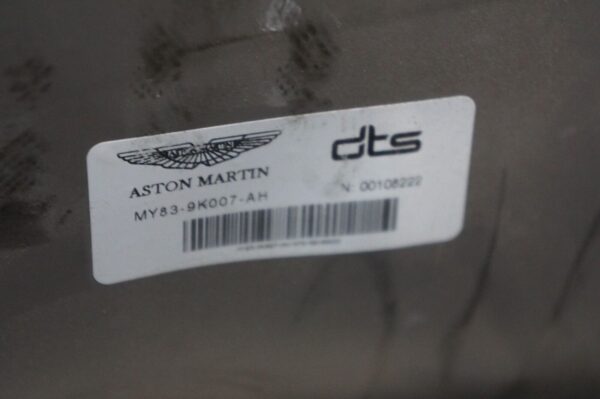 dts
ASTON MARTIN
MY83-9K007-AH
N: 00108222